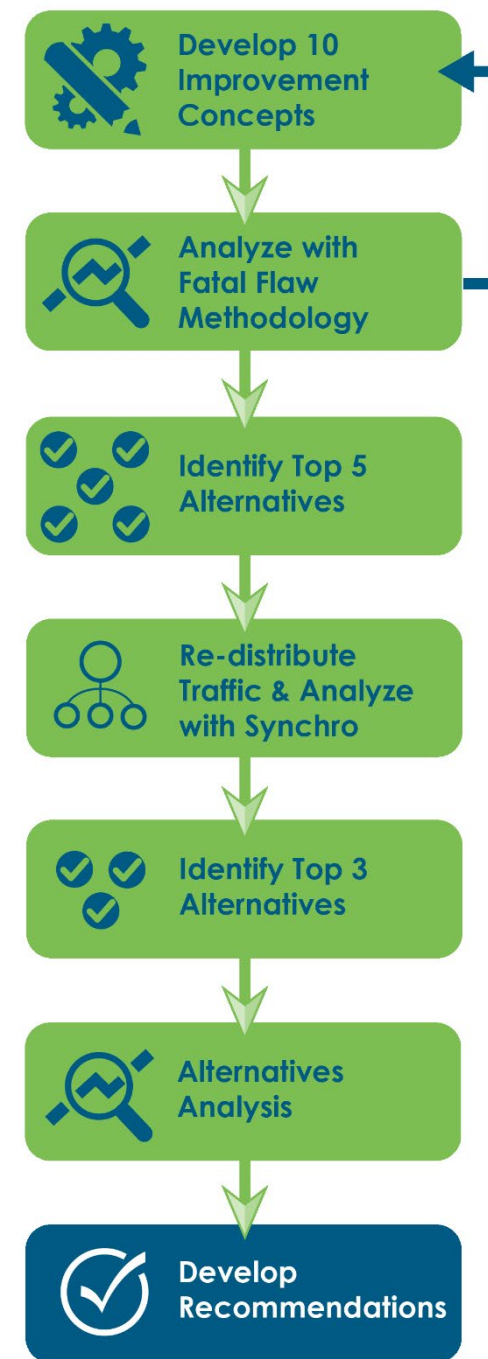 Develop 10
Improvement
Concepts
Analyze with
Fatal Flaw
Methodology
Identify Top 5
Alternatives
Re-distribute
Traffic & Analyze
with Synchro
Identify Top 3
Alternatives
Alternatives
Analysis
Develop
Recommendations